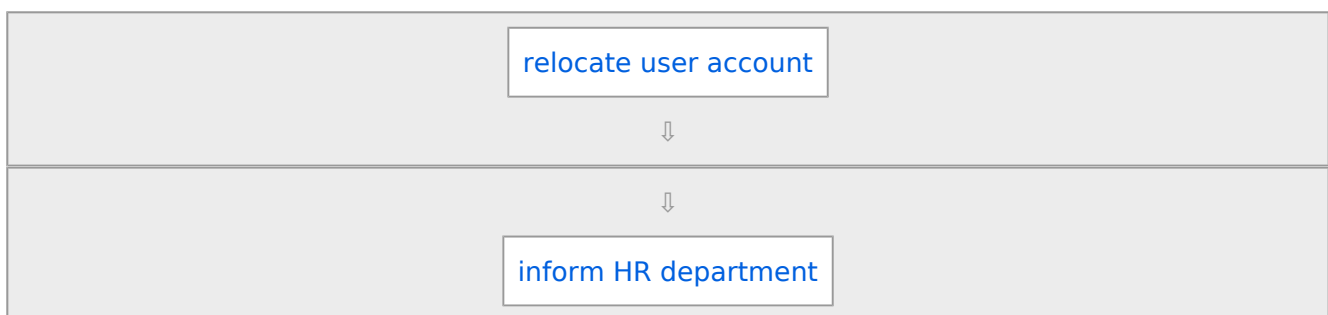 relocate user account
⇩
⇩
inform HR department